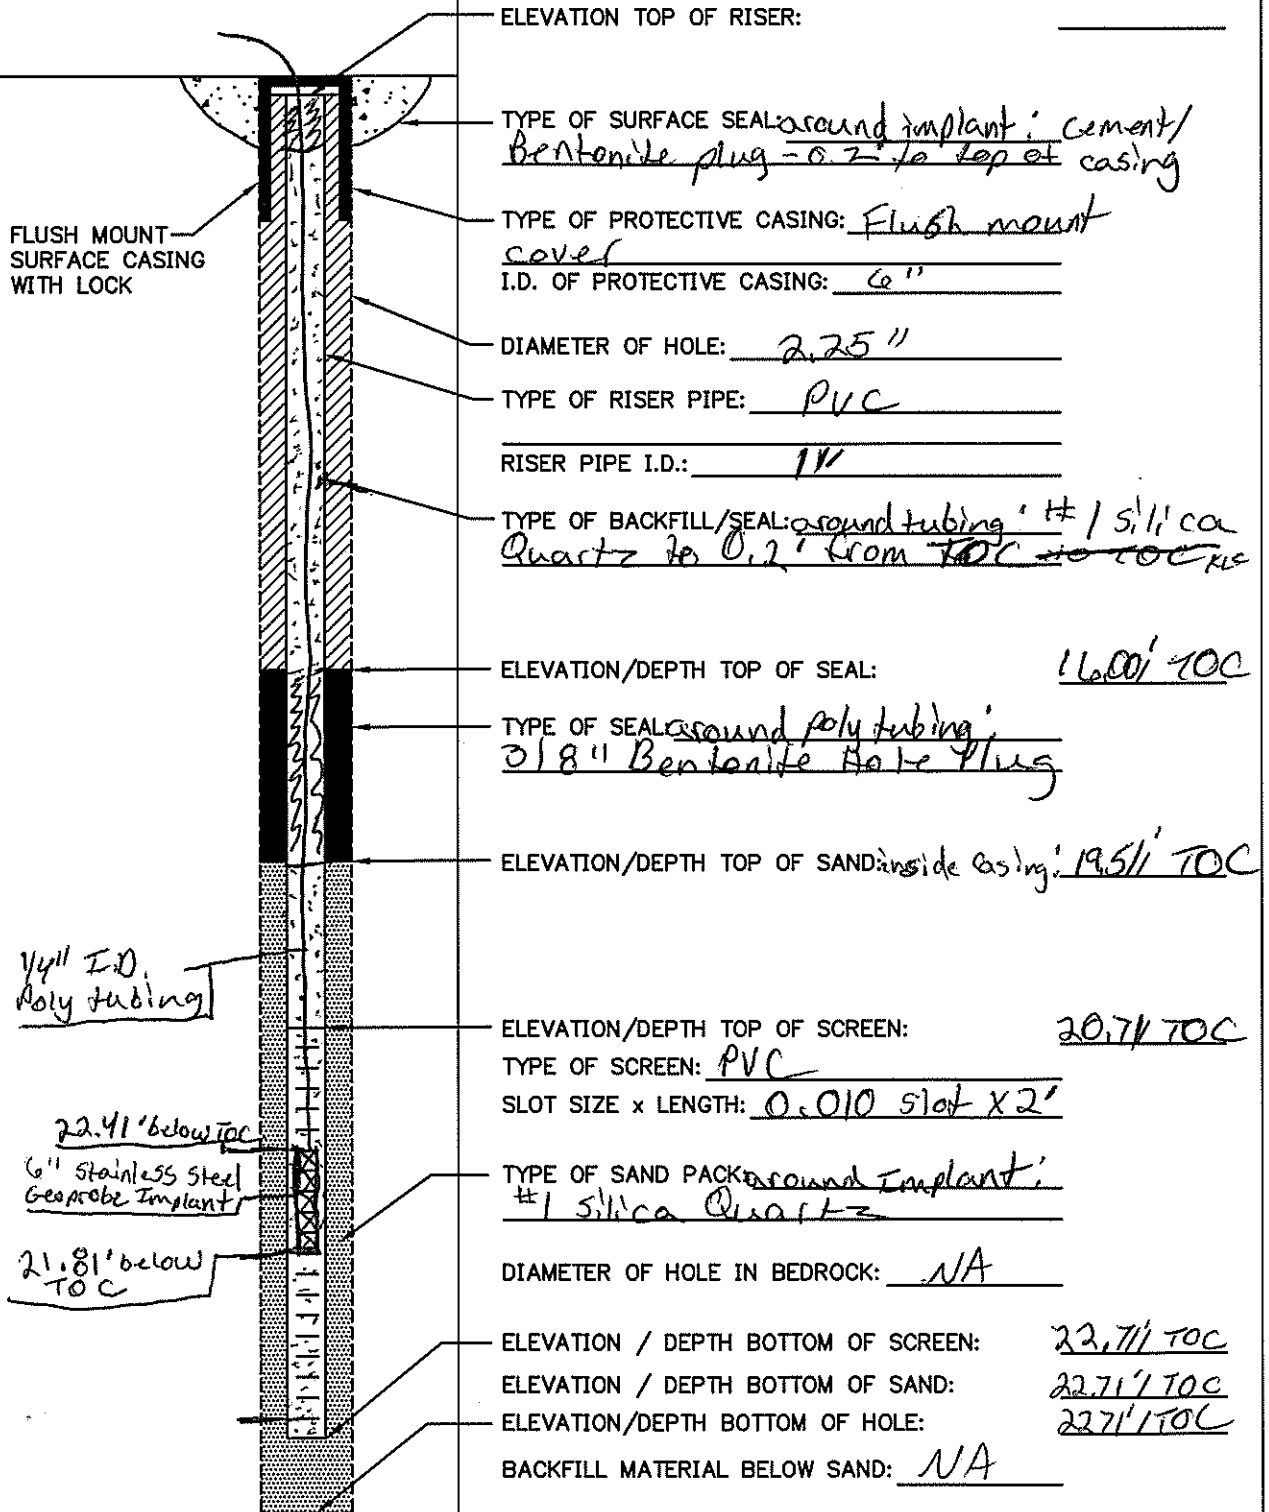 ELEVATION TOP OF RISER:
TYPE OF SURFACE SEAL: around implant: cement/
Bentonite plug - 0.2' to top of casing
FLUSH MOUNT
SURFACE CASING
WITH LOCK
TYPE OF PROTECTIVE CASING: Flush mount
cover
I.D. OF PROTECTIVE CASING: 6"
DIAMETER OF HOLE: 2.25"
TYPE OF RISER PIPE: PVC
RISER PIPE I.D.: 1"
TYPE OF BACKFILL/SEAL: around tubing: #1 silica
Quartz to 0.2' from TOC to TOC KLC
ELEVATION/DEPTH TOP OF SEAL: 16.00/ TOC
TYPE OF SEAL: around poly tubing:
3/8" Bentonite Hole Plug
ELEVATION/DEPTH TOP OF SAND: inside casing: 19.51/' TOC
1/4" I.D.
Poly tubing
ELEVATION/DEPTH TOP OF SCREEN: 20.71/ TOC
TYPE OF SCREEN: PVC
SLOT SIZE x LENGTH: 0.010 slot x 2'
22.41' below TOC
6" Stainless Steel
Geoprobe Implant
TYPE OF SAND PACK: around Implant:
#1 Silica Quartz
21.81' below
TOC
DIAMETER OF HOLE IN BEDROCK: NA
ELEVATION / DEPTH BOTTOM OF SCREEN: 22.71/ TOC
ELEVATION / DEPTH BOTTOM OF SAND: 22.71'/ TOC
ELEVATION/DEPTH BOTTOM OF HOLE: 22.71'/ TOC
BACKFILL MATERIAL BELOW SAND: NA